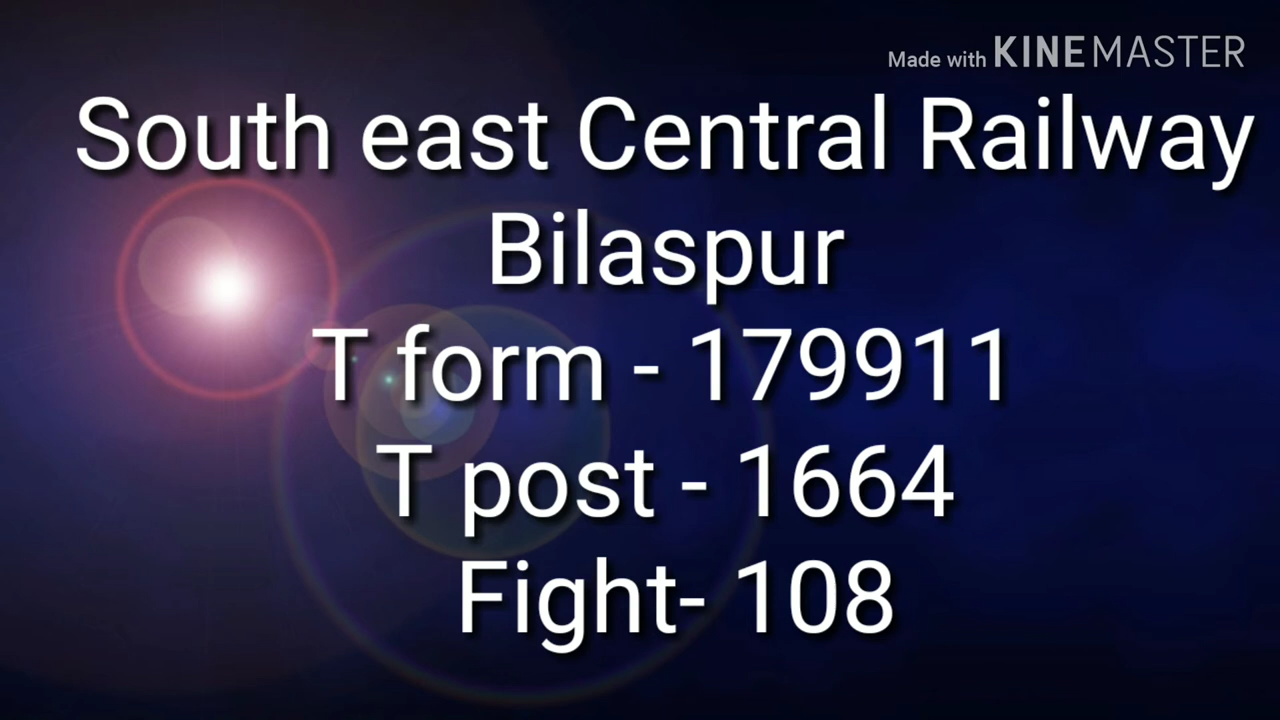 Made with KINEMASTER
South east Central Railway
Bilaspur
T form - 179911
T post - 1664
Fight- 108